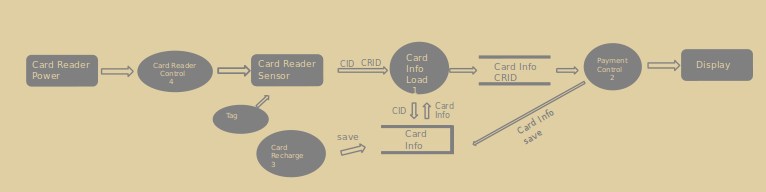 Card Reader
Power
Card Reader
Control
4
Card Reader
Sensor
CID CRID
Card
Info
Load
1
Card Info
CRID
Payment
Control
2
Display
Tag
CID
Card
Info
Card Info
save
Card
Recharge
3
save
Card
Info